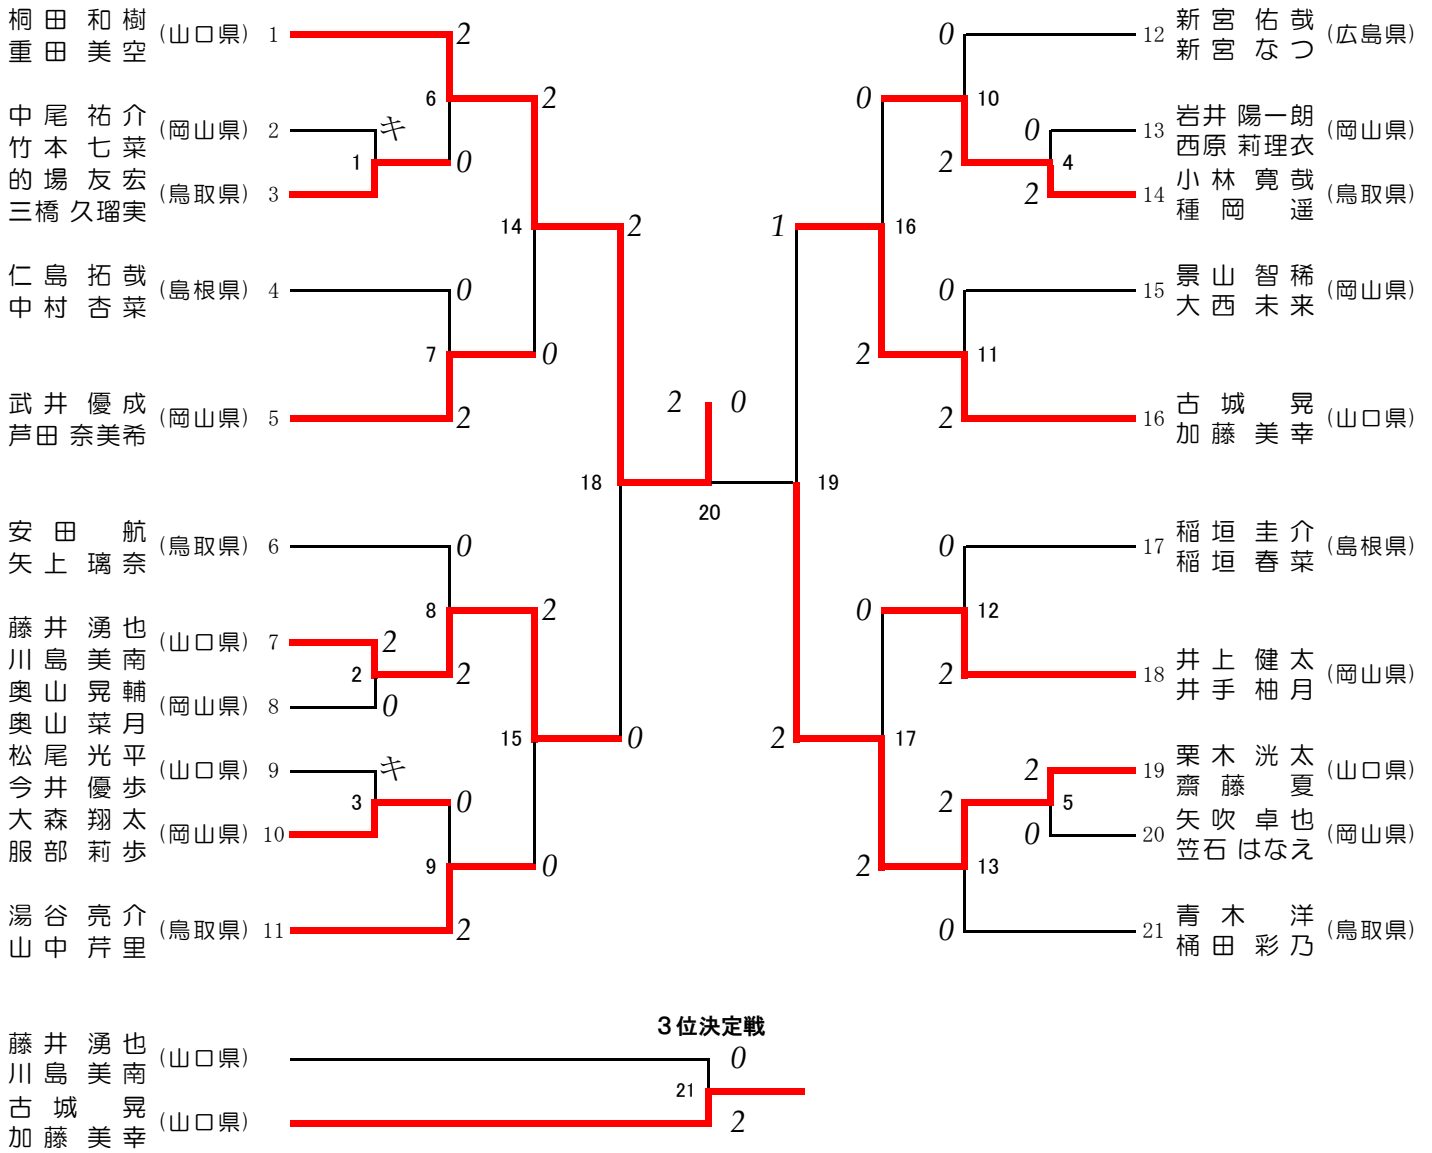 桐田 和樹
重田 美空
(山口県) 1
中尾 祐介
竹本 七菜
(岡山県) 2
的場 友宏
三橋 久瑠実
(鳥取県) 3
仁島 拓哉
中村 杏菜
(島根県) 4
武井 優成
芦田 奈美希
(岡山県) 5
安田 航
矢上 璃奈
(鳥取県) 6
藤井 湧也
川島 美南
(山口県) 7
奥山 晃輔
奥山 菜月
(岡山県) 8
松尾 光平
今井 優歩
(山口県) 9
大森 翔太
服部 莉歩
(岡山県) 10
湯谷 亮介
山中 芹里
(鳥取県) 11
2
6
2
キ
1
0
14
2
0
7
0
2
18
0
8
2
2
2
2
0
15
0
キ
3
0
9
0
2
2 0
20
12 新宮 佑哉
新宮 なつ
(広島県)
13 岩井 陽一朗
西原 莉理衣
(岡山県)
14 小林 寛哉
種岡 遥
(鳥取県)
15 景山 智稀
大西 未来
(岡山県)
16 古城 晃
加藤 美幸
(山口県)
17 稲垣 圭介
稲垣 春菜
(島根県)
18 井上 健太
井手 柚月
(岡山県)
19 栗木 洸太
齋藤 夏
(山口県)
20 矢吹 卓也
笠石 はなえ
(岡山県)
21 青木 洋
桶田 彩乃
(鳥取県)
0
0
10
0
2
4
2
1
16
0
2
11
2
19
0
0
12
2
2
17
2
2
5
0
2
13
0
3位決定戦
藤井 湧也
川島 美南
(山口県)
0
21
古城 晃
加藤 美幸
(山口県)
2